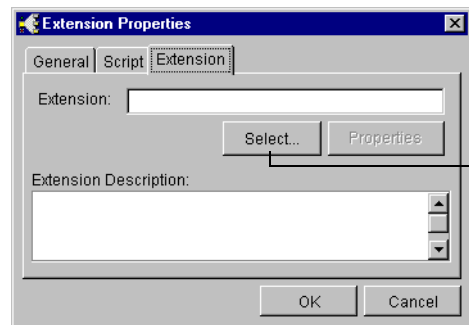 Extension Properties
General Script Extension
Extension:
Select... Properties
Extension Description:
OK Cancel